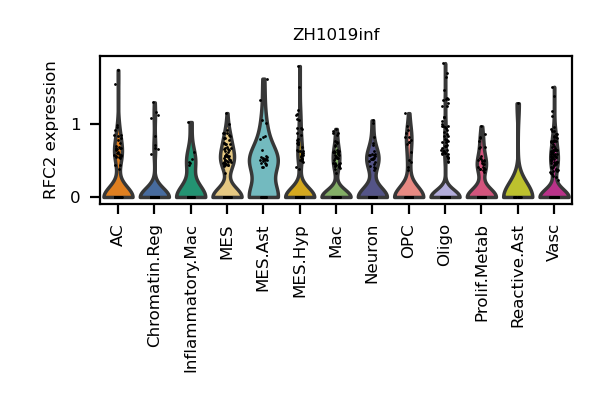 ZH1019inf
RFC2 expression
1
0
AC
Chromatin.Reg
Inflammatory.Mac
MES
MES.Ast
MES.Hyp
Mac
Neuron
OPC
Oligo
Prolif.Metab
Reactive.Ast
Vasc